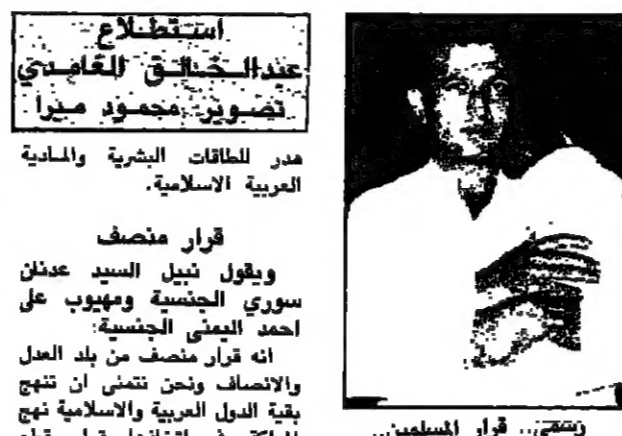 استطلاع
عبدالخالق الغامدي
تصوير: محمود ميرا
هدر للطاقات البشرية والمادية
العربية الاسلامية.
قرار منصف
ويقول نبيل السيد عدنان
سوري الجنسية ومهيوب على
احمد اليمنى الجنسية:
انه قرار منصف من بلد العدل
والانصاف ونحن نتمنى ان تنهج
بقية الدول العربية والاسلامية نهج
قرار المسلمين..